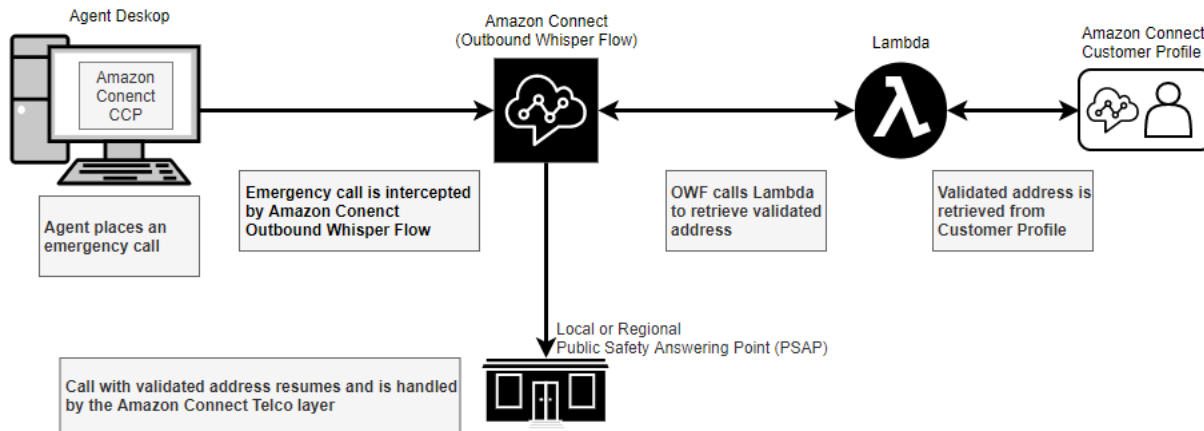 Agent Deskop
Amazon
Conenct
CCP
Amazon Connect
(Outbound Whisper Flow)
Lambda
Amazon Connect
Customer Profile
Agent places an
emergency call
Emergency call is intercepted
by Amazon Conenct
Outbound Whisper Flow
OWF calls Lambda
to retrieve validated
address
Validated address is
retrieved from
Customer Profile
Local or Regional
Public Safety Answering Point (PSAP)
Call with validated address resumes and is handled
by the Amazon Connect Telco layer